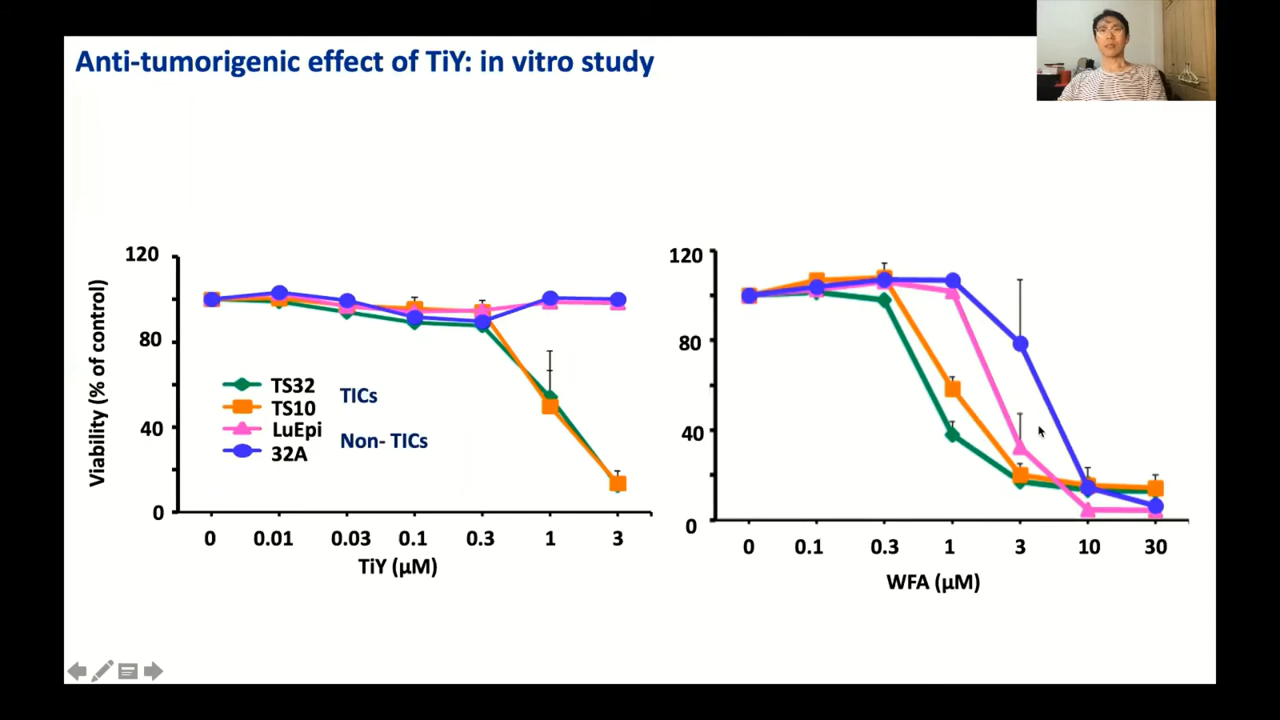 Anti-tumorigenic effect of TiY: in vitro study
Viability (% of control)
120
80
40
0
TS32
TS10
TICs
LuEpi
32A
Non- TICs
0 0.01 0.03 0.1 0.3 1 3
TiY (µM)
120
80
40
0
0 0.1 0.3 1 3 10 30
WFA (µM)